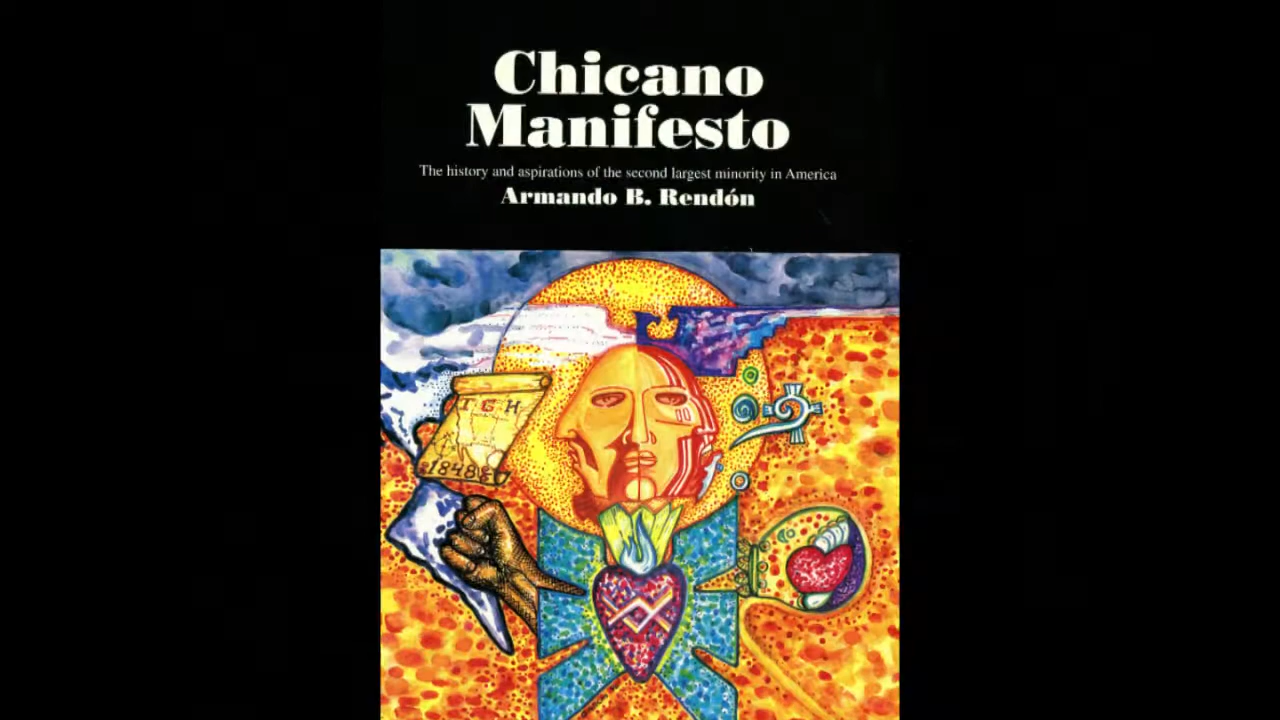 Chicano
Manifesto
The history and aspirations of the second largest minority in America
Armando B. Rendón
T G H
1848